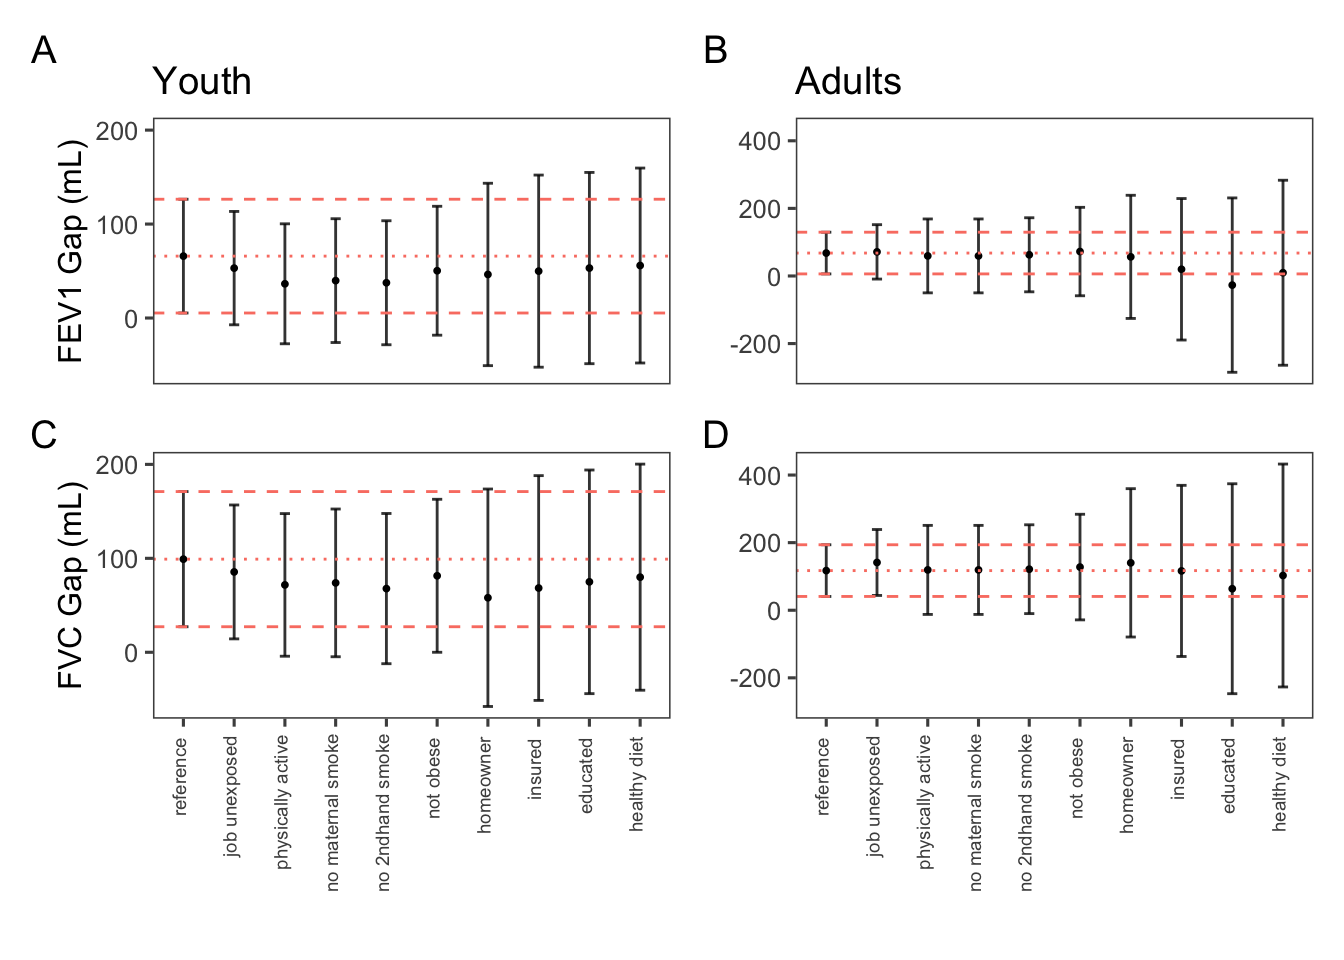 A
B
Youth
Adults
FEV1 Gap (mL)
200
100
0
400
200
0
-200
C
D
FVC Gap (mL)
200
100
0
400
200
0
-200
reference
job unexposed
physically active
no maternal smoke
no 2ndhand smoke
not obese
homeowner
insured
educated
healthy diet
reference
job unexposed
physically active
no maternal smoke
no 2ndhand smoke
not obese
homeowner
insured
educated
healthy diet